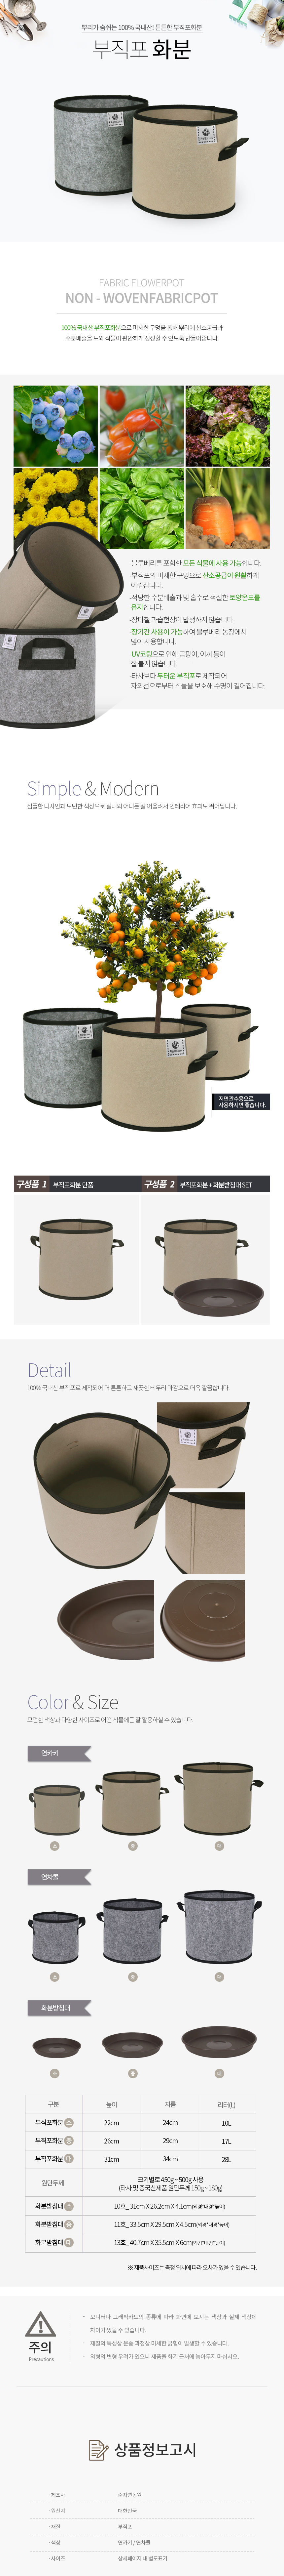 뿌리가 숨쉬는 100% 국내산! 튼튼한 부직포화분
부직포 화분
FABRIC FLOWERPOT
NON - WOVENFABRICPOT
100% 국내산 부직포화분으로 미세한 구멍을 통해 뿌리에 산소공급과
수분배출을 도와 식물이 편안하게 성장할 수 있도록 만들어줍니다.
-블루베리를 포함한 모든 식물에 사용 가능합니다.
-부직포의 미세한 구멍으로 산소공급이 원활하게
이뤄집니다.
-적당한 수분배출과 빛 흡수로 적절한 토양온도를
유지합니다.
-장마철 과습현상이 발생하지 않습니다.
-장기간 사용이 가능하여 블루베리 농장에서
많이 사용합니다.
-UV코팅으로 인해 곰팡이, 이끼 등이
잘 붙지 않습니다.
-타사보다 두터운 부직포로 제작되어
자외선으로부터 식물을 보호해 수명이 길어집니다.
Simple & Modern
심플한 디자인과 모던한 색상으로 실내외 어디든 잘 어울려서 인테리어 효과도 뛰어납니다.
저면관수용으로
사용하시면 좋습니다.
구성품 1 부직포화분 단품
구성품 2 부직포화분 + 화분받침대 SET
Detail
100% 국내산 부직포로 제작되어 더 튼튼하고 깨끗한 테두리 마감으로 더욱 깔끔합니다.
Color & Size
모던한 색상과 다양한 사이즈로 어떤 식물에든 잘 활용하실 수 있습니다.
연카키
소 중 대
연차콜
소 중 대
화분받침대
소 중 대
구분 높이 지름 리터(L)
부직포화분 소 22cm 24cm 10L
부직포화분 중 26cm 29cm 17L
부직포화분 대 31cm 34cm 28L
원단두께 크기별로 450g ~ 500g 사용
(타사 및 중국산제품 원단두께 150g ~ 180g)
화분받침대 소 10호_ 31cm X 26.2cm X 4.1cm(외경*내경*높이)
화분받침대 중 11호_ 33.5cm X 29.5cm X 4.5cm(외경*내경*높이)
화분받침대 대 13호_ 40.7cm X 35.5cm X 6cm(외경*내경*높이)
※ 제품사이즈는 측정 위치에 따라 오차가 있을 수 있습니다.
주의
Precautions
· 모니터나 그래픽카드의 종류에 따라 화면에 보시는 색상과 실제 색상에
차이가 있을 수 있습니다.
· 재질의 특성상 운송 과정상 미세한 긁힘이 발생할 수 있습니다.
· 외형의 변형 우려가 있으니 제품을 화기 근처에 놓아두지 마십시오.
상품정보고시
· 제조사 순자연농원
· 원산지 대한민국
· 재질 부직포
· 색상 연카키 / 연차콜
· 사이즈 상세페이지 내 별도표기